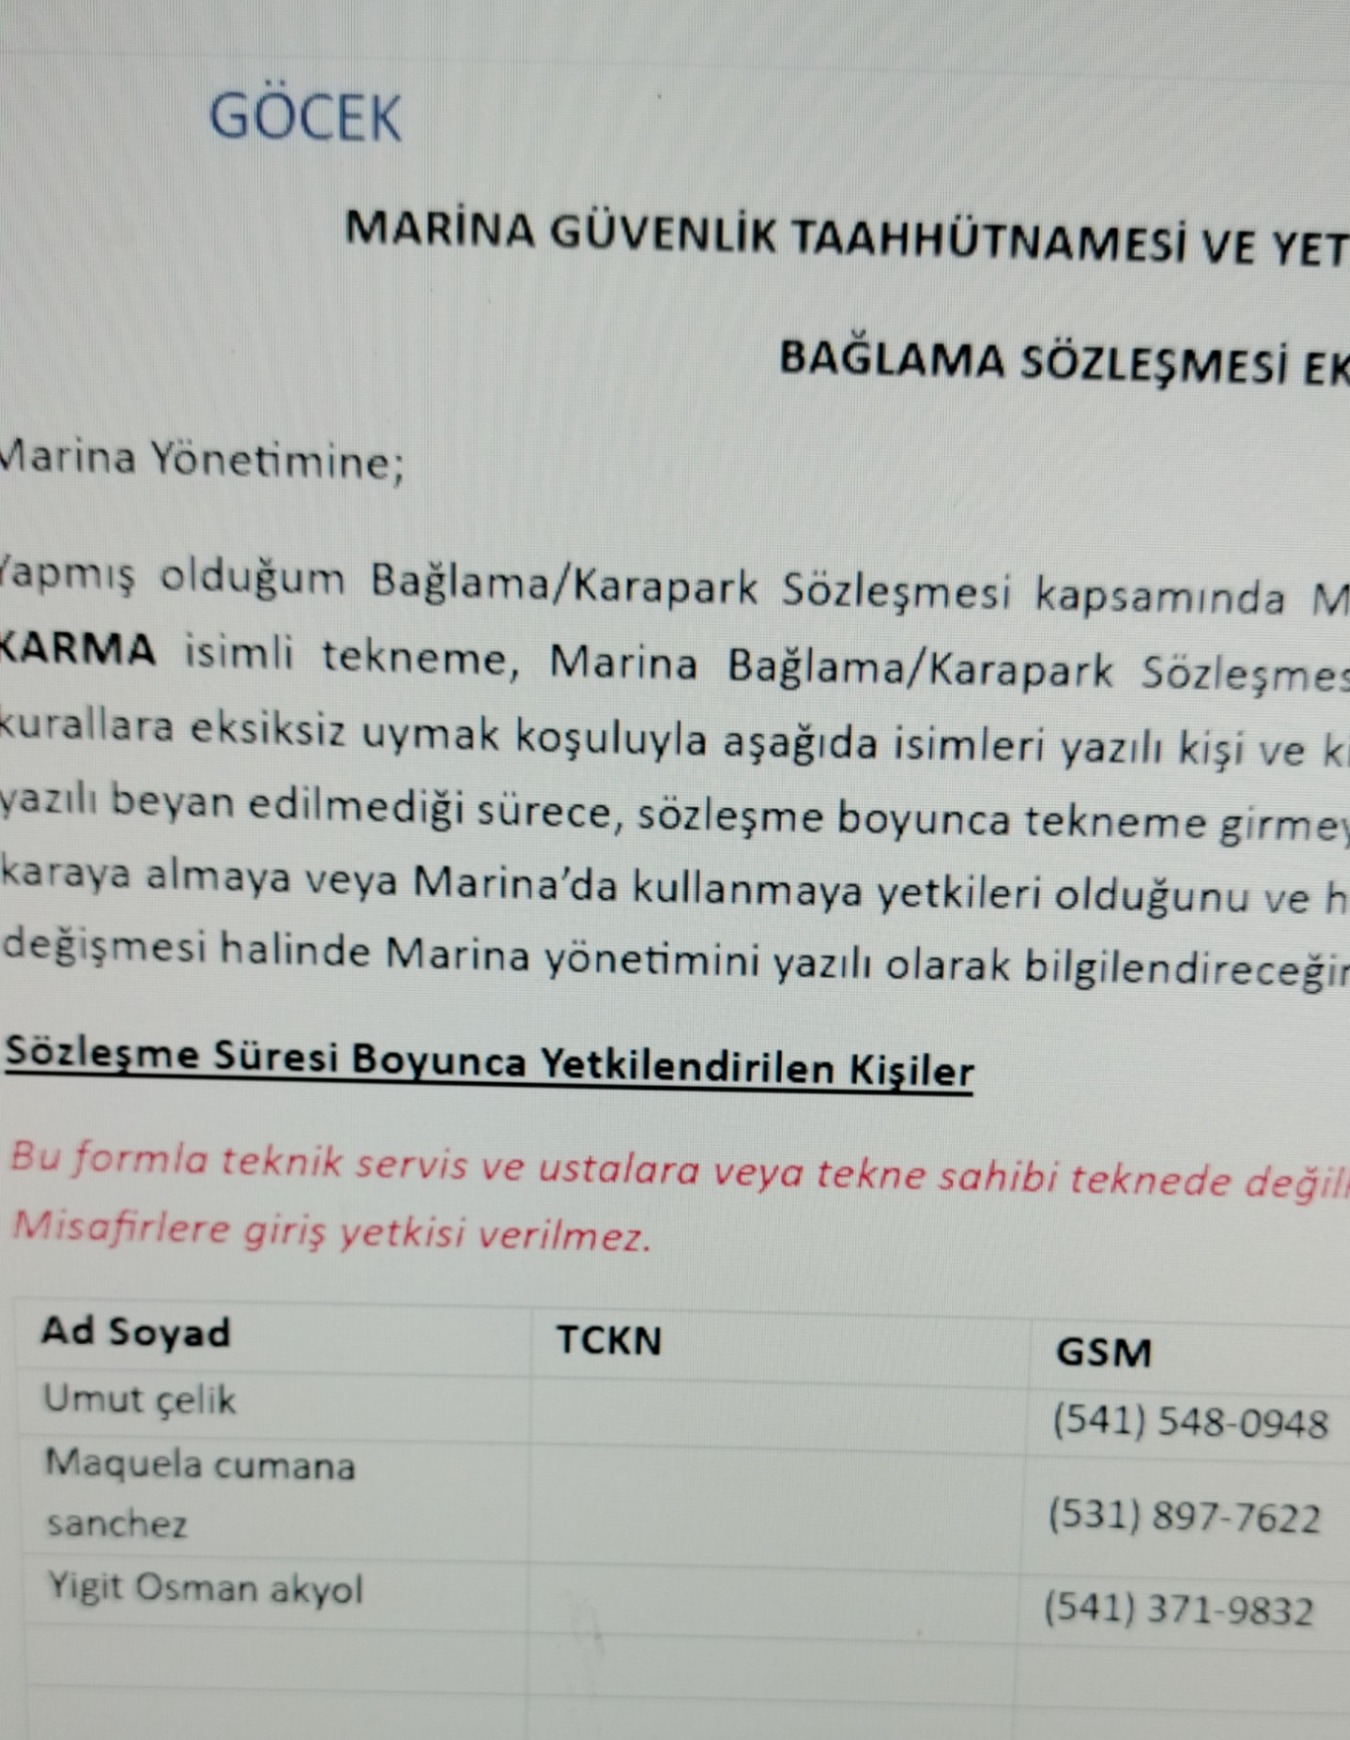 GÖCEK
MARİNA GÜVENLİK TAAHHÜTNAMESİ VE YET
BAĞLAMA SÖZLEŞMESİ EK
Marina Yönetimine;
Yapmış olduğum Bağlama/Karapark Sözleşmesi kapsamında M
KARMA isimli tekneme, Marina Bağlama/Karapark Sözleşmes
kurallara eksiksiz uymak koşuluyla aşağıda isimleri yazılı kişi ve ki
yazılı beyan edilmediği sürece, sözleşme boyunca tekneme girmey
karaya almaya veya Marina’da kullanmaya yetkileri olduğunu ve h
değişmesi halinde Marina yönetimini yazılı olarak bilgilendireceğim
Sözleşme Süresi Boyunca Yetkilendirilen Kişiler
Bu formla teknik servis ve ustalara veya tekne sahibi teknede değilk
Misafirlere giriş yetkisi verilmez.
Ad Soyad TCKN GSM
Umut çelik (541) 548-0948
Maquela cumana
sanchez (531) 897-7622
Yigit Osman akyol (541) 371-9832